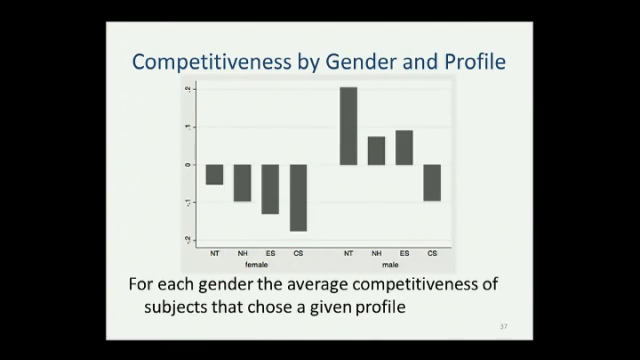 Competitiveness by Gender and Profile
.2
.1
0
-.1
-.2
NT NH ES CS NT NH ES CS
female male
For each gender the average competitiveness of
subjects that chose a given profile
37